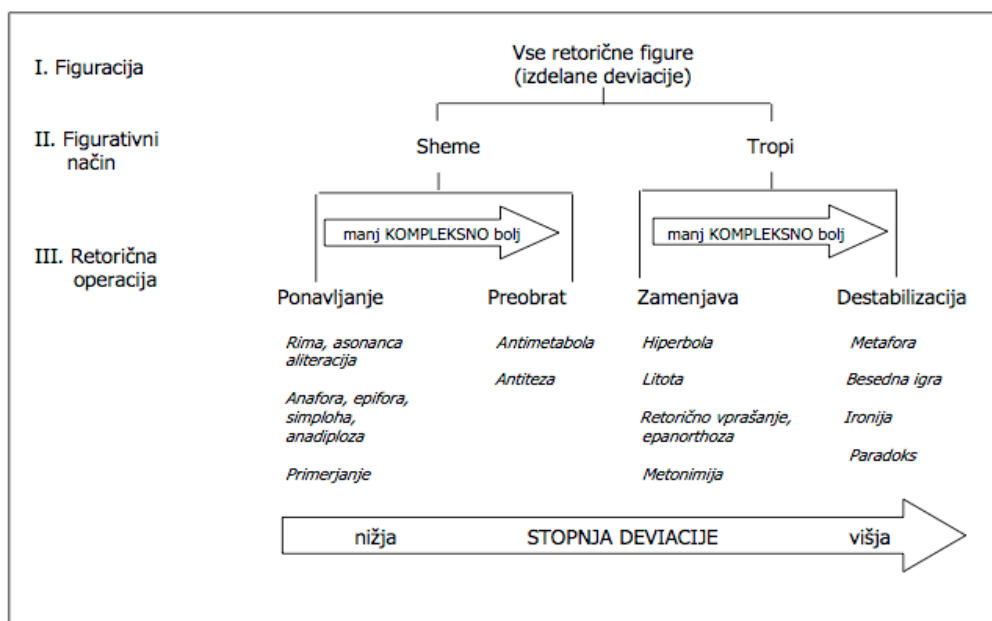 I. Figuracija
Vse retorične figure
(izdelane deviacije)
II. Figurativni
način
Sheme
Tropi
manj KOMPLEKSNO bolj
manj KOMPLEKSNO bolj
III. Retorična
operacija
Ponavljanje
Preobrat
Zamenjava
Destabilizacija
Rima, asonanca
aliteracija
Anafora, epifora,
simploha,
anadiploza
Primerjanje
Antimetabola
Antiteza
Hiperbola
Litota
Retorično vprašanje,
epanorthoza
Metonimija
Metafora
Besedna igra
Ironija
Paradoks
nižja STOPNJA DEVIACIJE višja